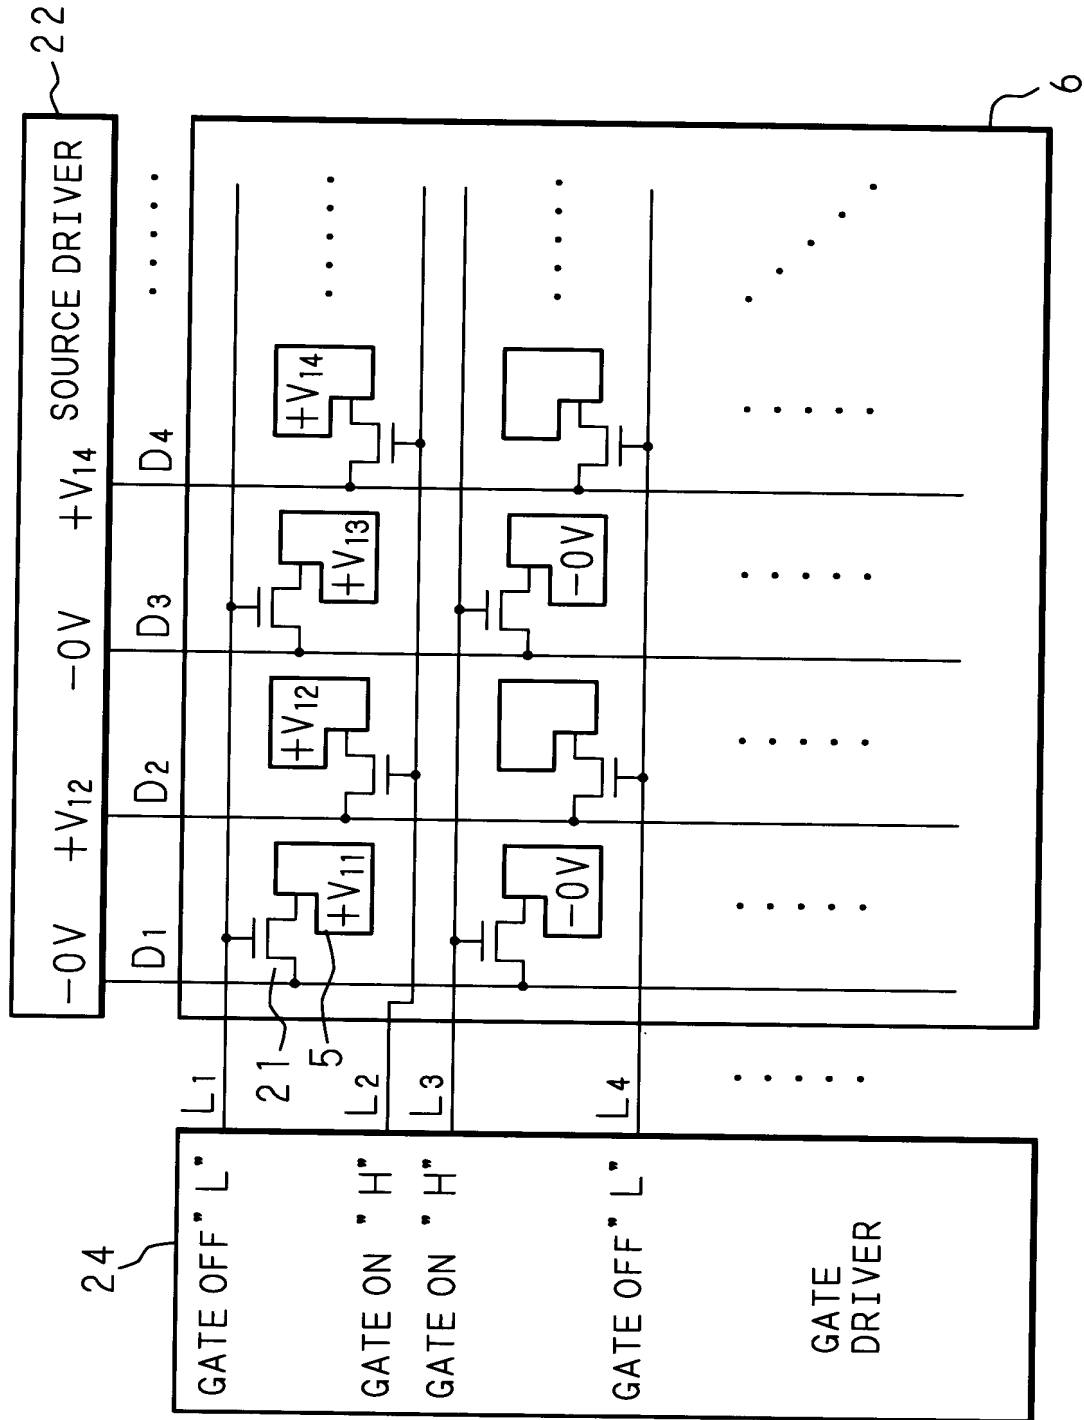 22
SOURCE DRIVER
-0V +V12 -0V +V14
D1 D2 D3 D4
6
24
GATE OFF "L" L1
GATE ON "H" L2
GATE ON "H" L3
GATE OFF "L" L4
GATE
DRIVER
21
5
+V11 +V12 +V13 +V14
-0V -0V